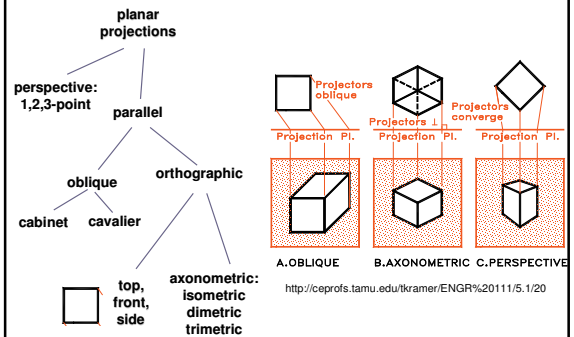 planar
projections
perspective:
1,2,3-point
parallel
oblique
orthographic
cabinet
cavalier
top,
front,
side
axonometric:
isometric
dimetric
trimetric
Projectors
oblique
Projection Pl.
A.OBLIQUE
Projectors ⊥
Projection Pl.
B.AXONOMETRIC
Projectors
converge
Projection Pl.
C.PERSPECTIVE
http://ceprofs.tamu.edu/tkramer/ENGR%20111/5.1/20